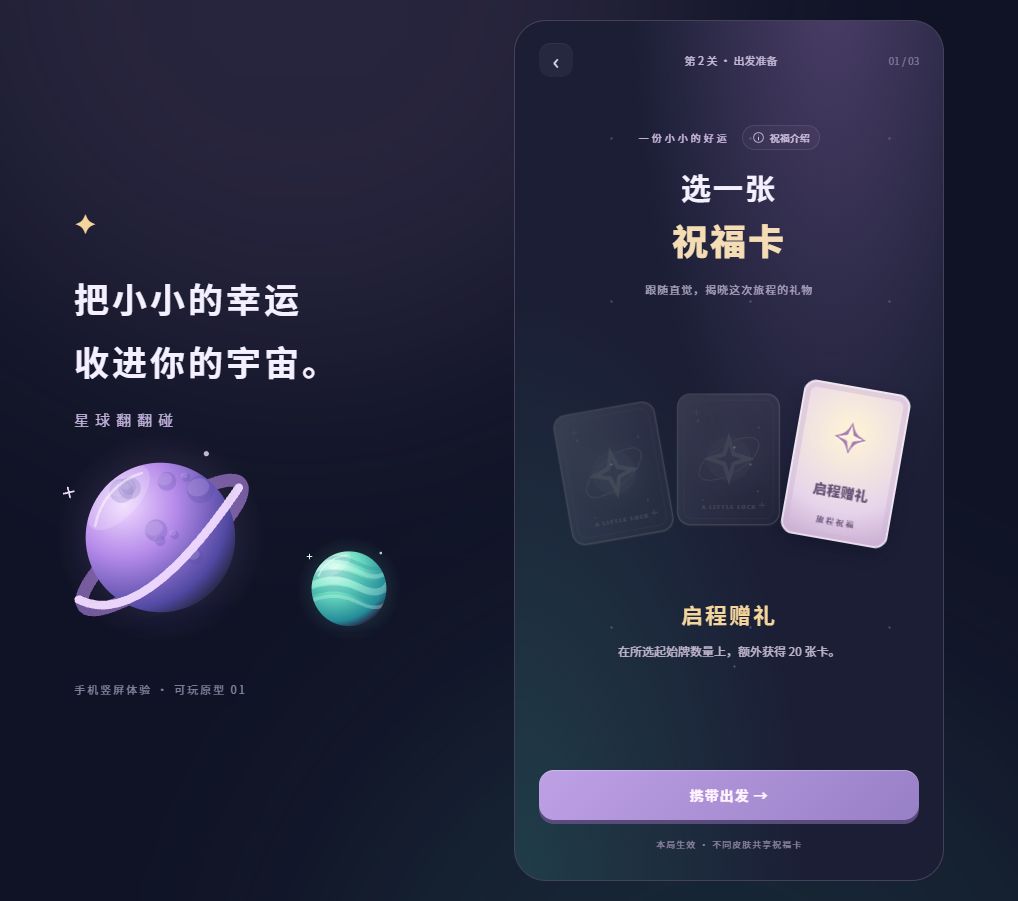 把小小的幸运
收进你的宇宙。
星球翻翻碰
手机竖屏体验 · 可玩原型 01
第 2 关 · 出发准备
01 / 03
一份小小的好运
祝福介绍
选一张
祝福卡
跟随直觉，揭晓这次旅程的礼物
A LITTLE LUCK
A LITTLE LUCK
启程赠礼
旅程祝福
启程赠礼
在所选起始牌数量上，额外获得 20 张卡。
携带出发 →
本局生效 · 不同皮肤共享祝福卡